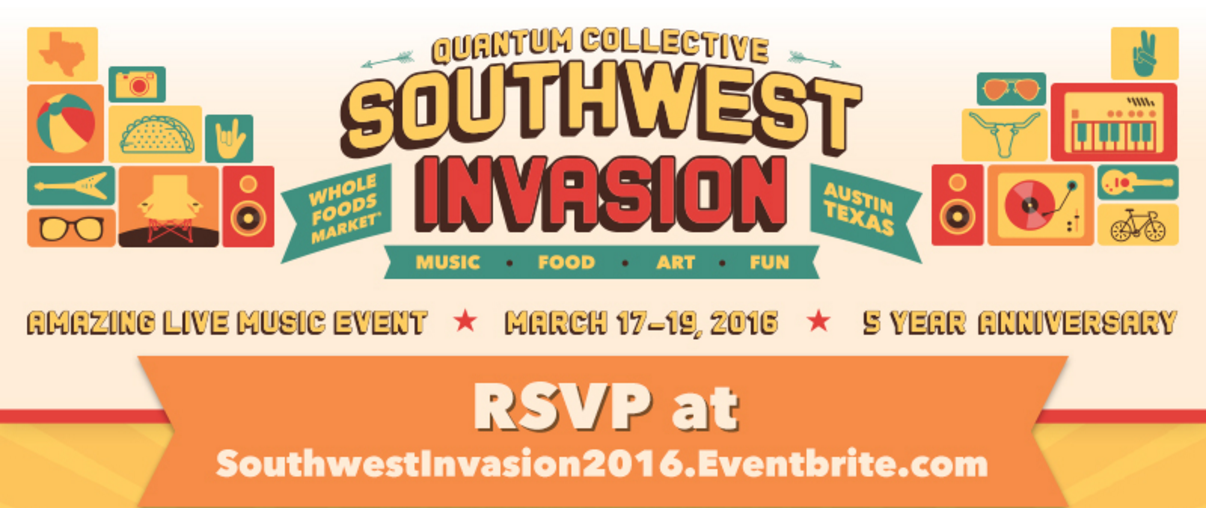 QUANTUM COLLECTIVE
SOUTHWEST
INVASION
WHOLE
FOODS
MARKET
AUSTIN
TEXAS
MUSIC • FOOD • ART • FUN
AMAZING LIVE MUSIC EVENT ★ MARCH 17-19, 2016 ★ 5 YEAR ANNIVERSARY
RSVP at
SouthwestInvasion2016.Eventbrite.com